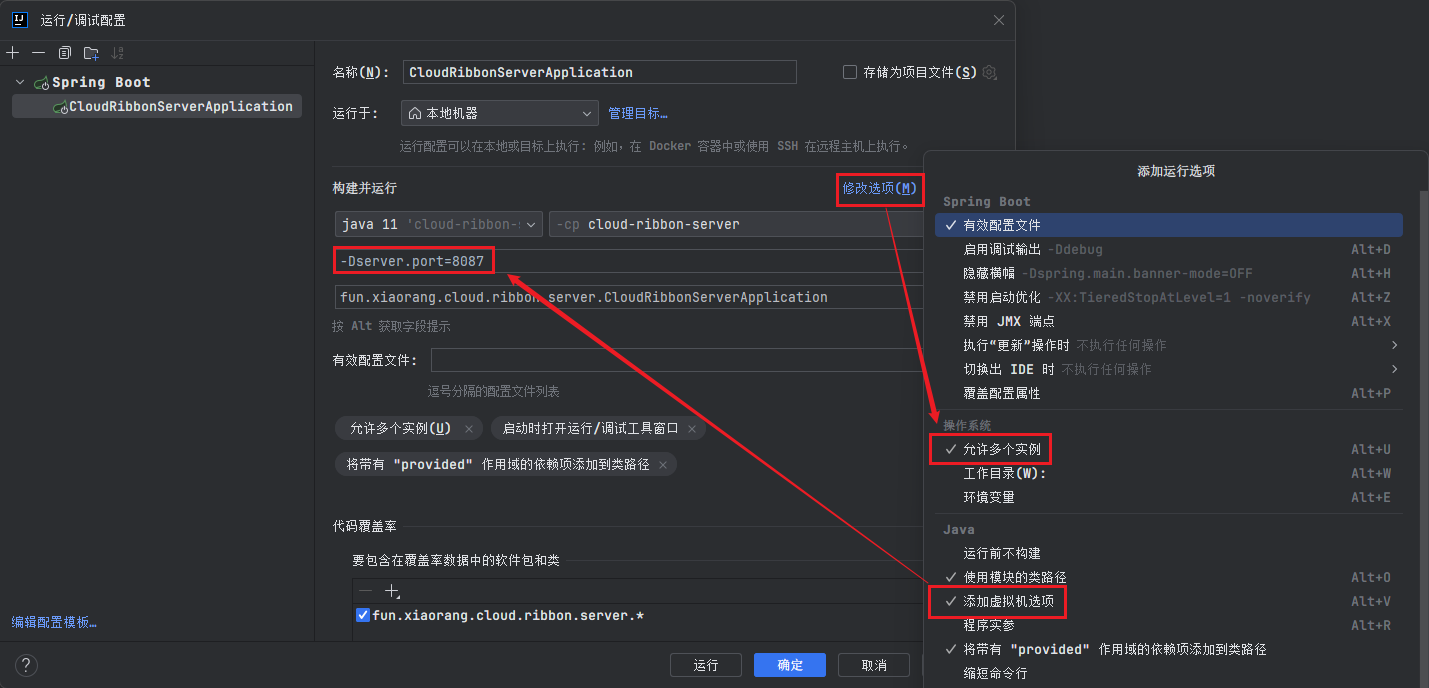 运行/调试配置
Spring Boot
CloudRibbonServerApplication
编辑配置模板...
名称(N):
CloudRibbonServerApplication
存储为项目文件(S)
运行于:
本地机器
管理目标...
运行配置可以在本地或目标上执行: 例如, 在 Docker 容器中或使用 SSH 在远程主机上执行。
构建并运行
修改选项(M)
java 11 'cloud-ribbon-s
-cp cloud-ribbon-server
-Dserver.port=8087
fun.xiaorang.cloud.ribbon.server.CloudRibbonServerApplication
按 Alt 获取字段提示
有效配置文件:
逗号分隔的配置文件列表
允许多个实例(U) ×
启动时打开运行/调试工具窗口 ×
将带有 "provided" 作用域的依赖项添加到类路径 ×
代码覆盖率
要包含在覆盖率数据中的软件包和类
fun.xiaorang.cloud.ribbon.server.*
?
运行
确定
取消
添加运行选项
Spring Boot
有效配置文件
启用调试输出 -Ddebug Alt+D
隐藏横幅 -Dspring.main.banner-mode=OFF Alt+H
禁用启动优化 -XX:TieredStopAtLevel=1 -noverify Alt+Z
禁用 JMX 端点 Alt+X
执行“更新”操作时 不执行任何操作
切换出 IDE 时 不执行任何操作
覆盖配置属性 Alt+P
操作系统
允许多个实例 Alt+U
工作目录(W): Alt+W
环境变量 Alt+E
Java
运行前不构建
使用模块的类路径 Alt+O
添加虚拟机选项 Alt+V
程序实参 Alt+R
将带有 "provided" 作用域的依赖项添加到类路径
缩短命令行